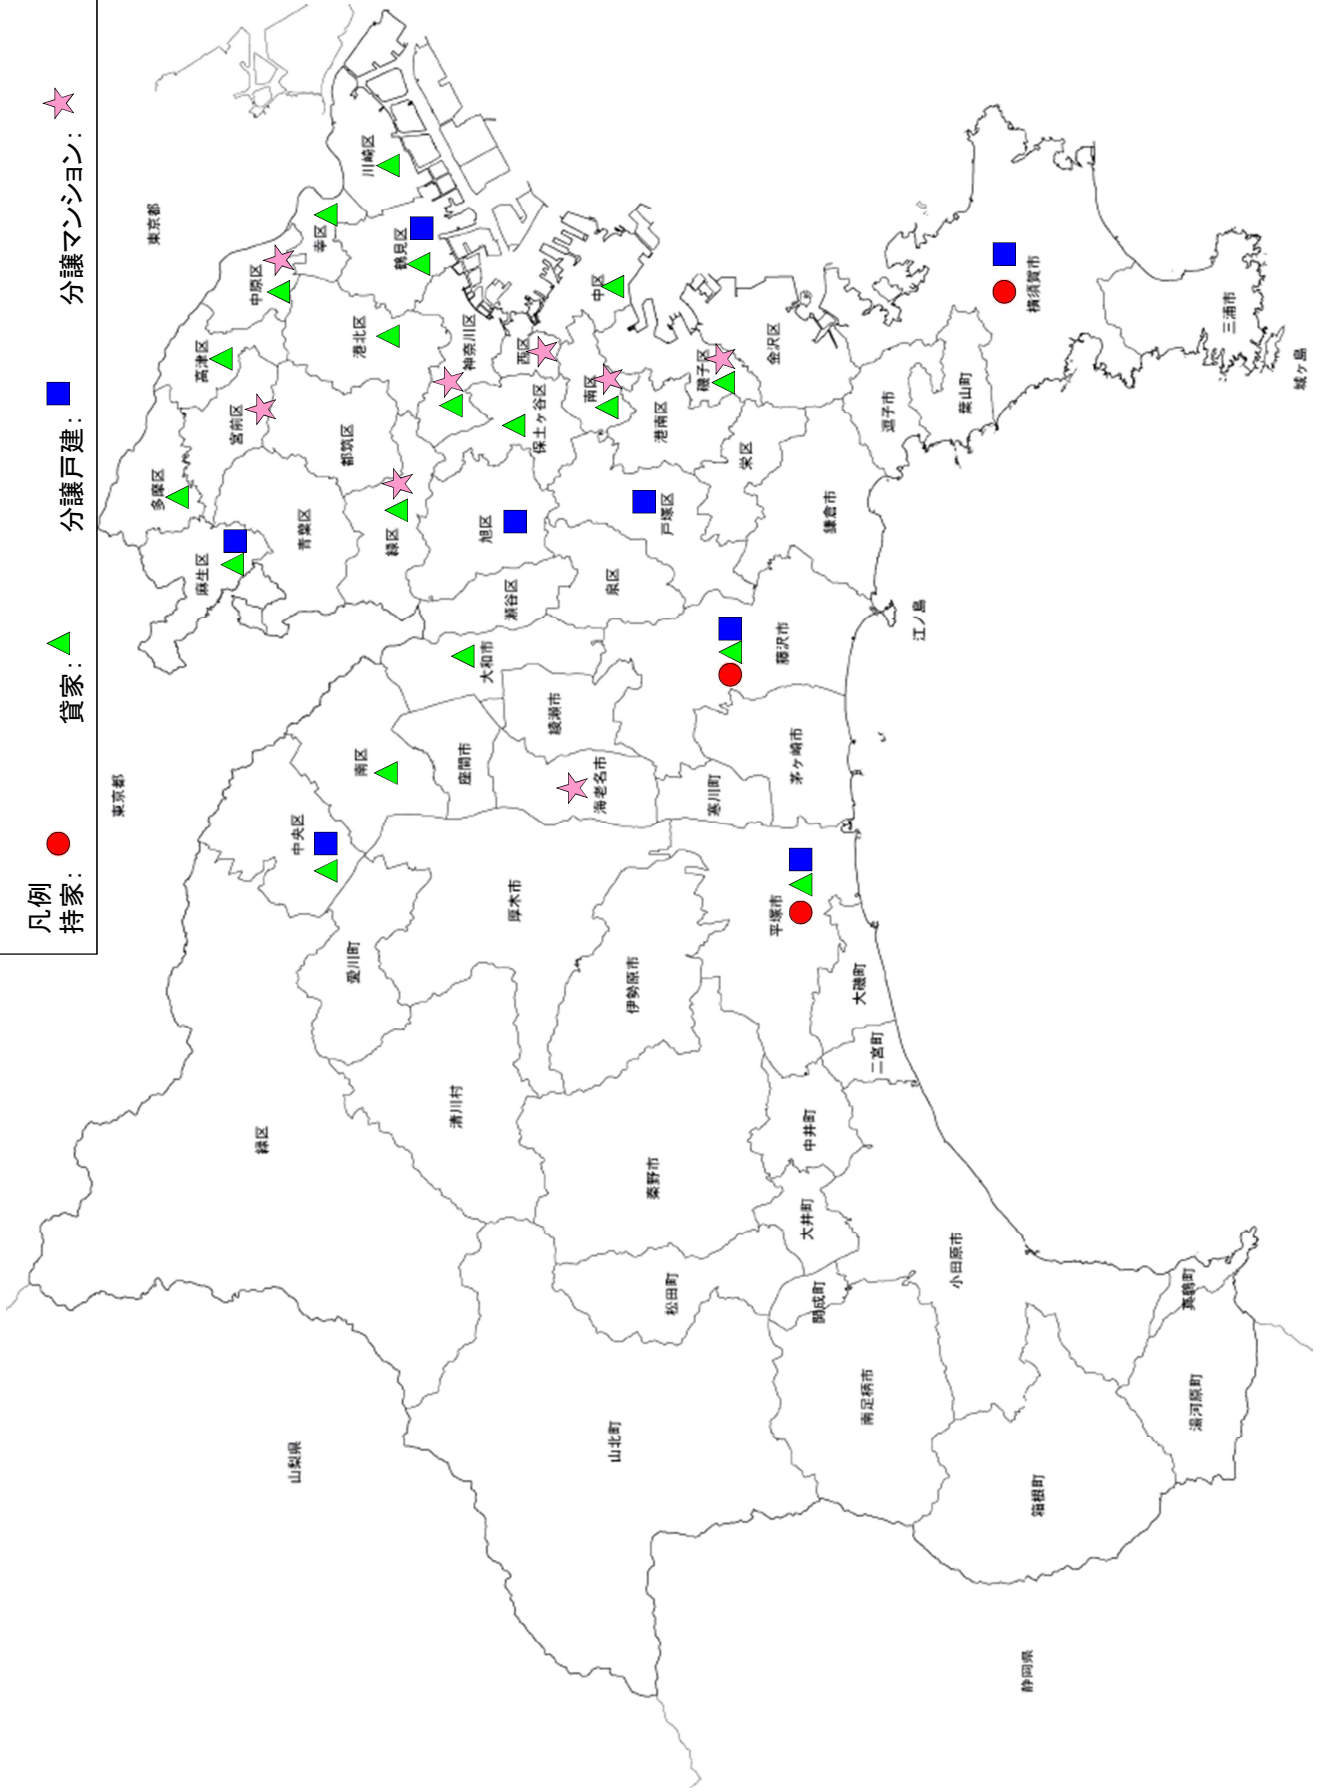 凡例
持家：
貸家：
分譲戸建：
分譲マンション：
東京都
東京都
山梨県
静岡県
川崎区
幸区
中原区
高津区
宮前区
多摩区
麻生区
鶴見区
港北区
都筑区
青葉区
緑区
神奈川区
西区
中区
保土ヶ谷区
南区
旭区
瀬谷区
泉区
戸塚区
港南区
磯子区
金沢区
栄区
鎌倉市
逗子市
葉山町
横須賀市
三浦市
城ヶ島
江ノ島
藤沢市
大和市
綾瀬市
座間市
海老名市
寒川町
茅ヶ崎市
南区
中央区
緑区
愛川町
厚木市
清川村
伊勢原市
平塚市
大磯町
二宮町
秦野市
中井町
大井町
松田町
開成町
小田原市
山北町
南足柄市
箱根町
真鶴町
湯河原町